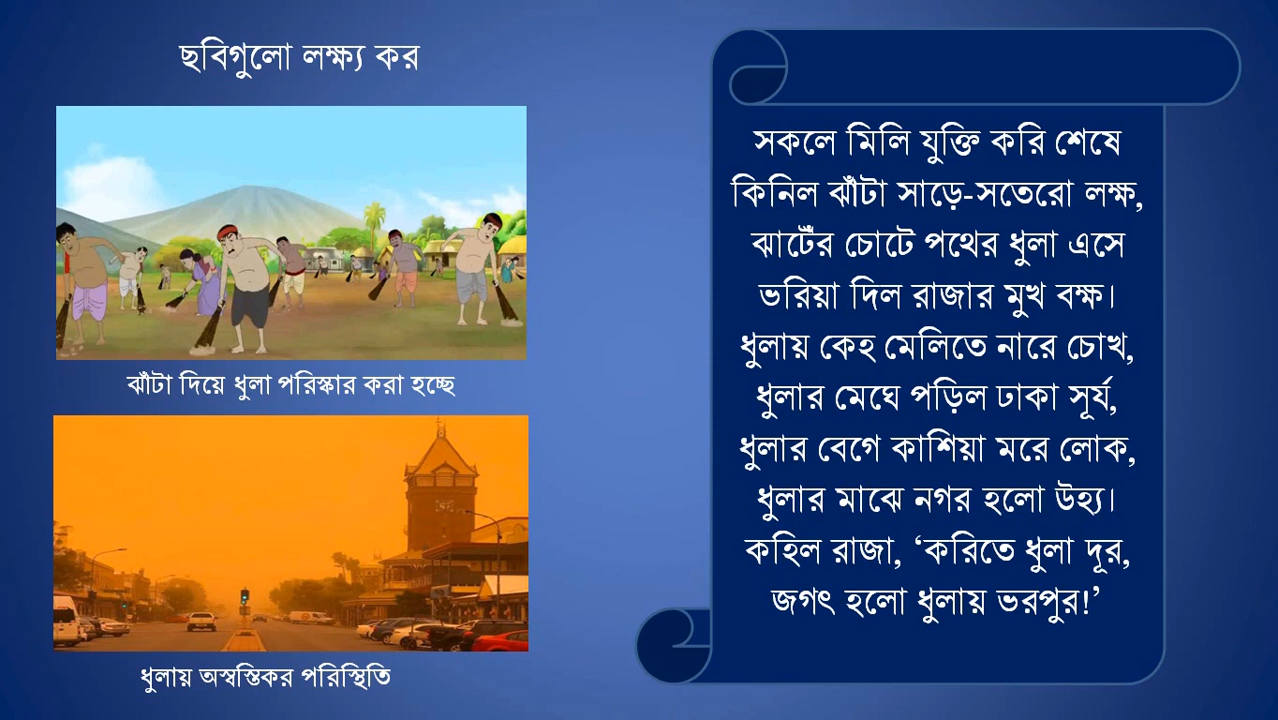 ছবিগুলো লক্ষ্য কর
ঝাঁটা দিয়ে ধুলা পরিস্কার করা হচ্ছে
ধুলায় অস্বস্তিকর পরিস্থিতি
সকলে মিলি যুক্তি করি শেষে
কিনিল ঝাঁটা সাড়ে-সতেরো লক্ষ,
ঝাটেঁর চোটে পথের ধুলা এসে
ভরিয়া দিল রাজার মুখ বক্ষ।
ধুলায় কেহ মেলিতে নারে চোখ,
ধুলার মেঘে পড়িল ঢাকা সূর্য,
ধুলার বেগে কাশিয়া মরে লোক,
ধুলার মাঝে নগর হলো উহ্য।
কহিল রাজা, ‘করিতে ধুলা দূর,
জগৎ হলো ধুলায় ভরপুর!’